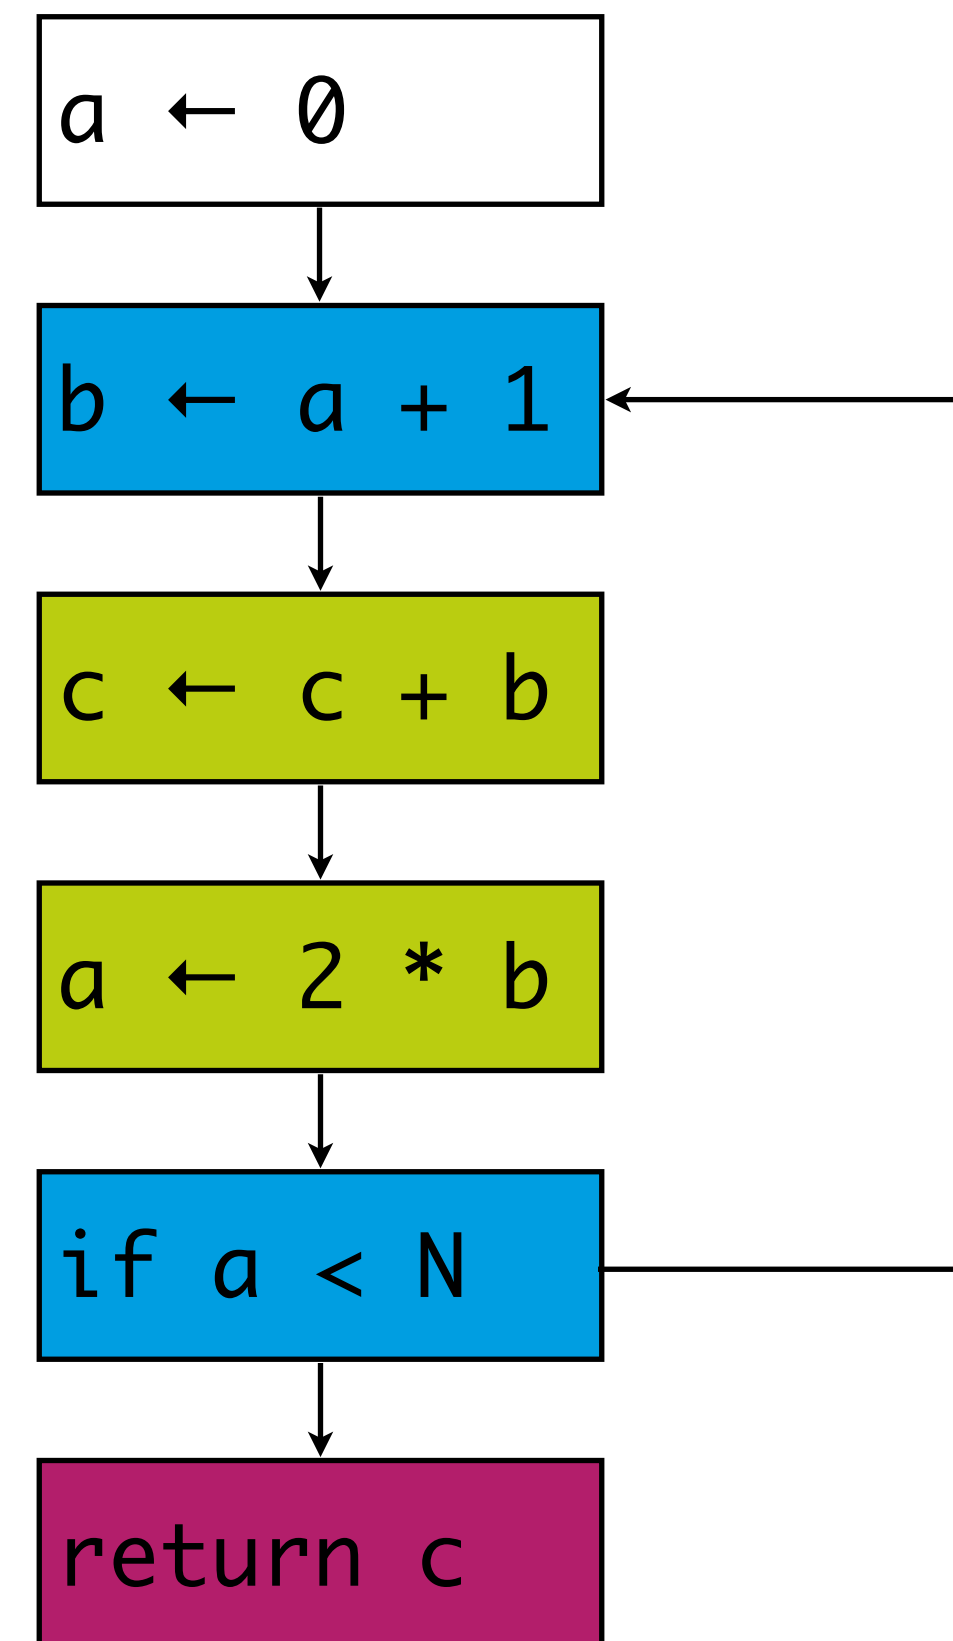 a ← 0
b ← a + 1
c ← c + b
a ← 2 * b
if a < N
return c